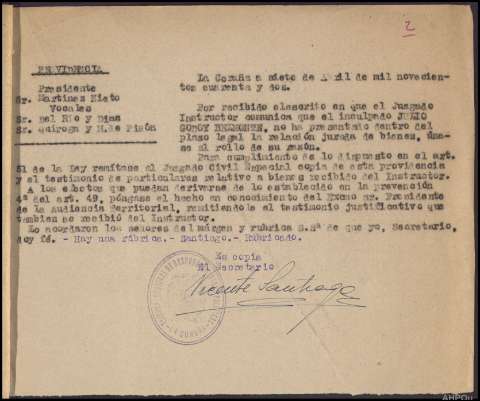 2
PROVIDENCIA
Presidente
Sr. Martinez Nieto
Vocales
Sr. Del Rio y Dias
Sr. Quiroga y M. de Pisón
La Coruña a siete de Abril de mil novecien-
tos cuarenta y dos.
Por recibido el escrito en que el Juzgado
Instructor comunica que el inculpado JULIO
GODOY no ha presentado dentro del
plazo legal la relación jurada de bienes, úna-
se al rollo de su razón.
Para cumplimiento de lo dispuesto en el art.
51 de la Ley remítase al Juzgado Civil Especial copia de esta providencia
y el testimonio de particulares relativo a bienes recibido del Instructor.
A los efectos que puedan derivarse de lo establecido en la prevención
4ª del art. 49, póngase el hecho en conocimiento del Excmo sr. Presidente
de la Audiencia Territorial, remitiendole el testimonio justificativo que
tambien se recibió del Instructor.
Lo acordaron los señores del márgen y rubrica S.Sª de que yo, Secretario,
doy fé. - Hay una rúbrica. - Santiago. - Rubricado.
Es copia
El Secretario
Vicente Santiago